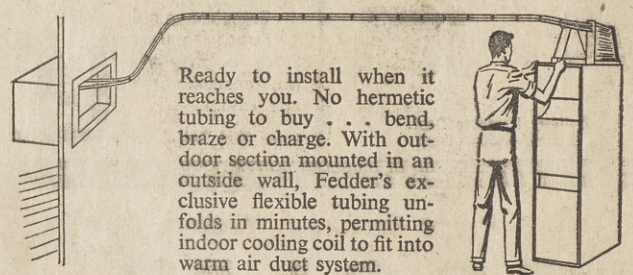 Ready to install when it
reaches you. No hermetic
tubing to buy . . . bend,
braze or charge. With out-
door section mounted in an
outside wall, Fedder's ex-
clusive flexible tubing un-
folds in minutes, permitting
indoor cooling coil to fit into
warm air duct system.